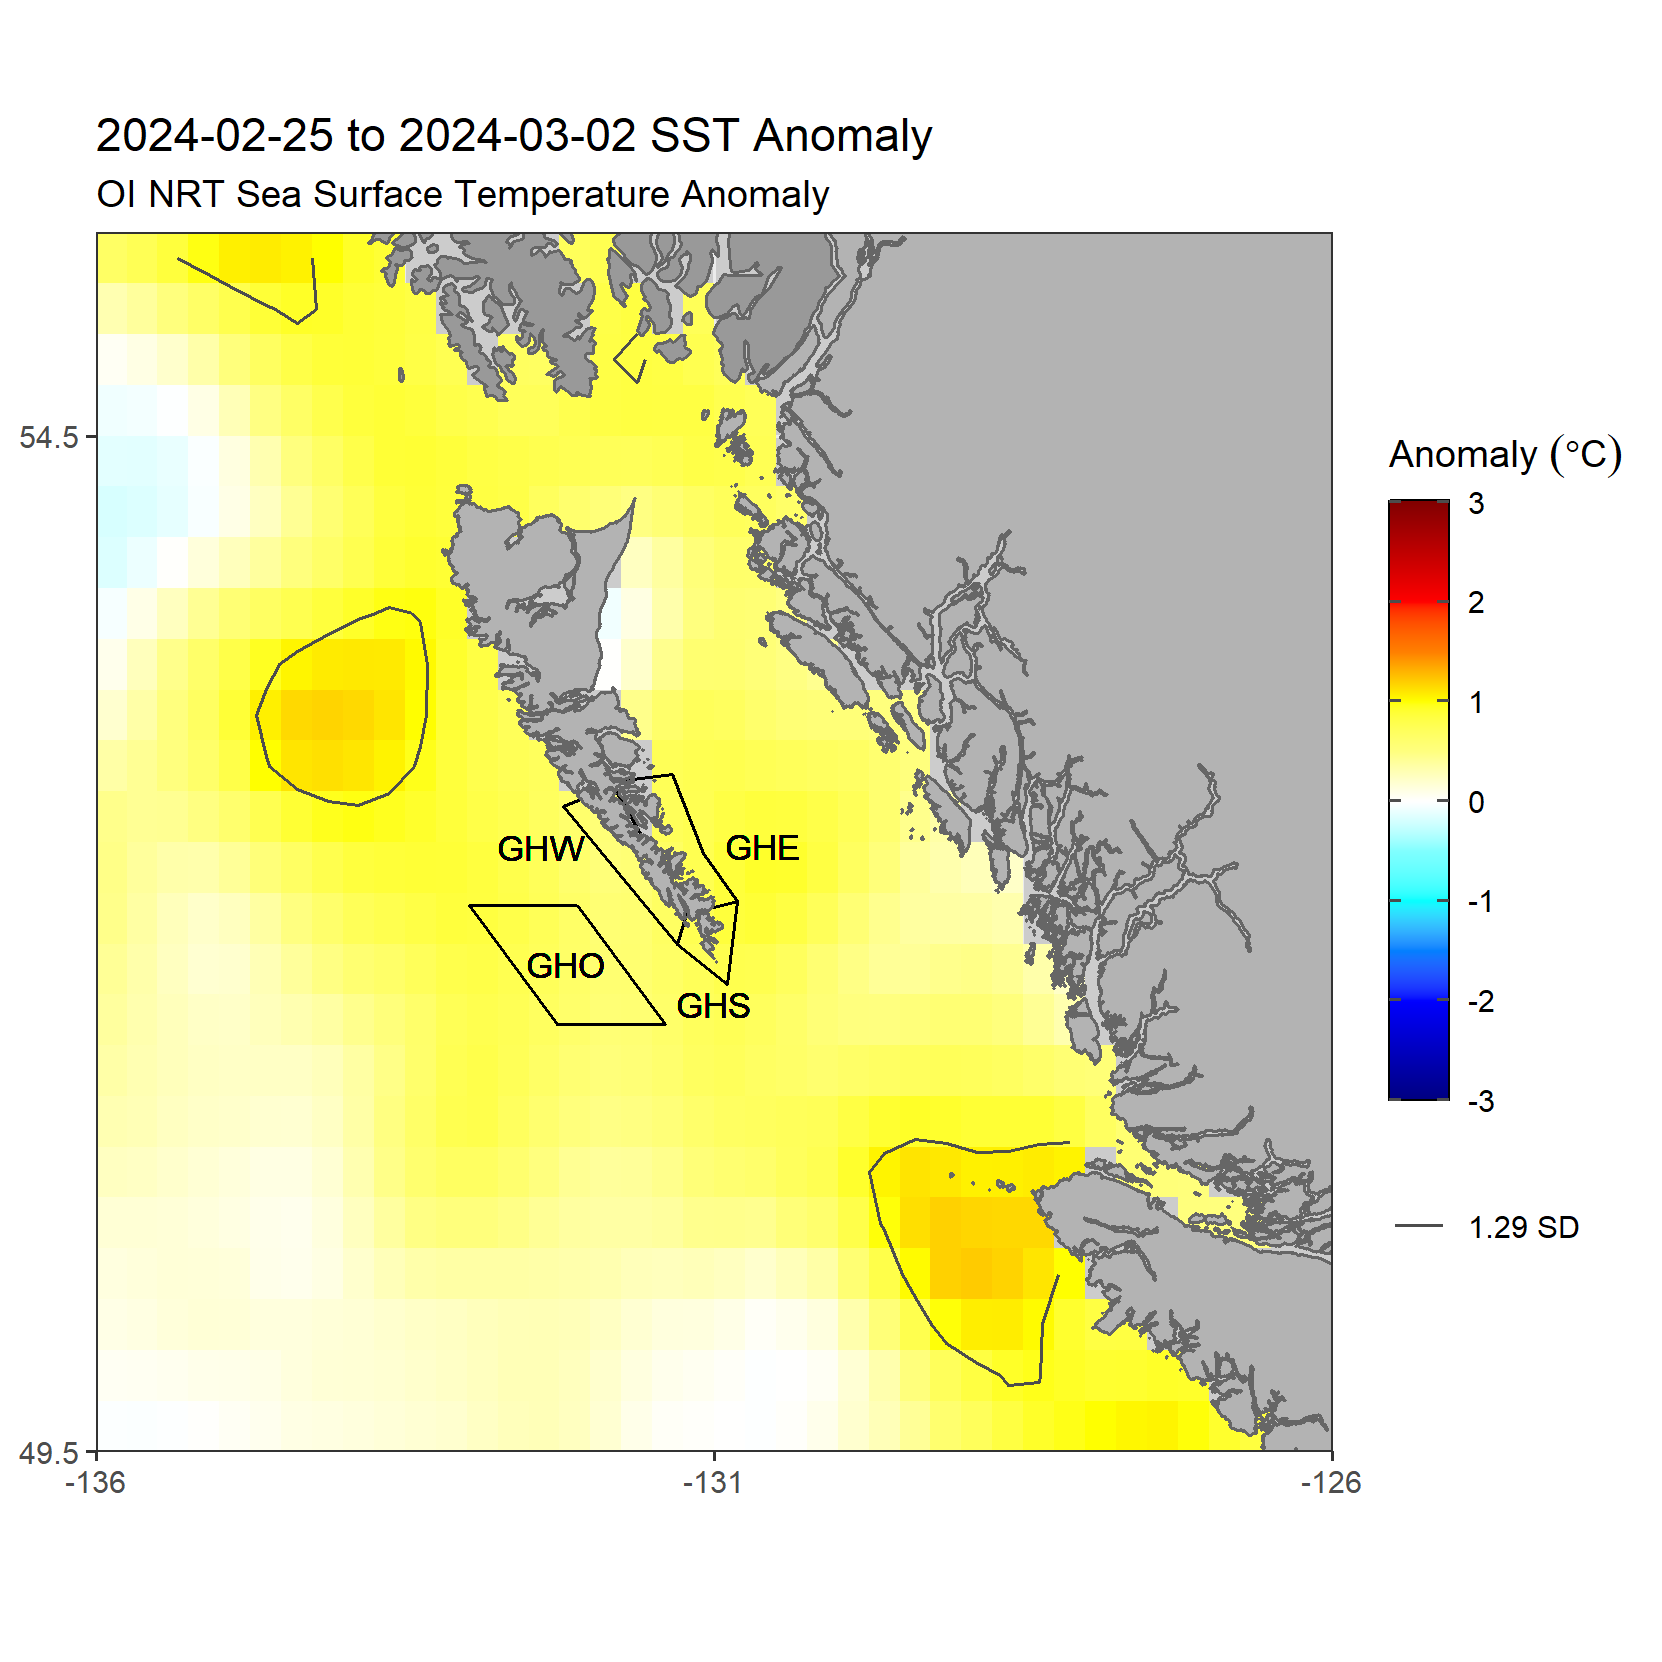 2024-02-25 to 2024-03-02 SST Anomaly
OI NRT Sea Surface Temperature Anomaly
54.5
49.5
-136
-131
-126
GHW
GHE
GHO
GHS
Anomaly (°C)
3
2
1
0
-1
-2
-3
1.29 SD